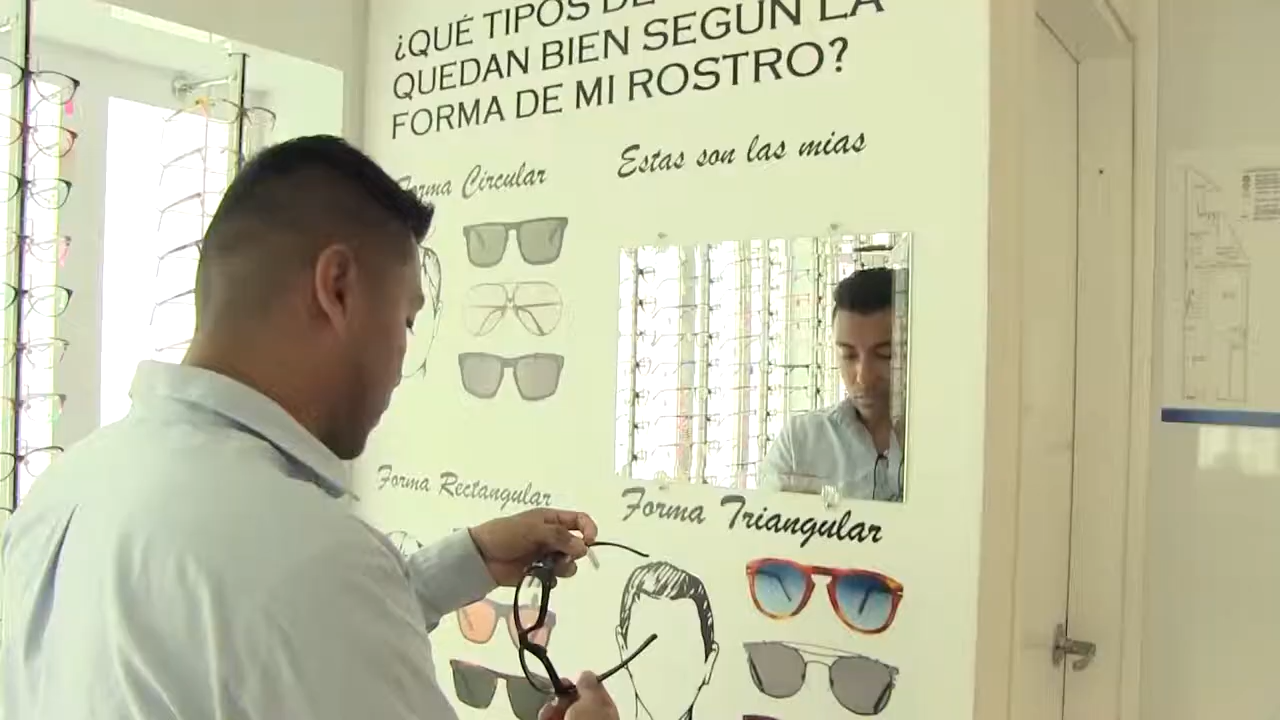 ¿QUÉ TIPOS DE
QUEDAN BIEN SEGÚN LA
FORMA DE MI ROSTRO?
Forma Circular
Estas son las mias
Forma Rectangular
Forma Triangular